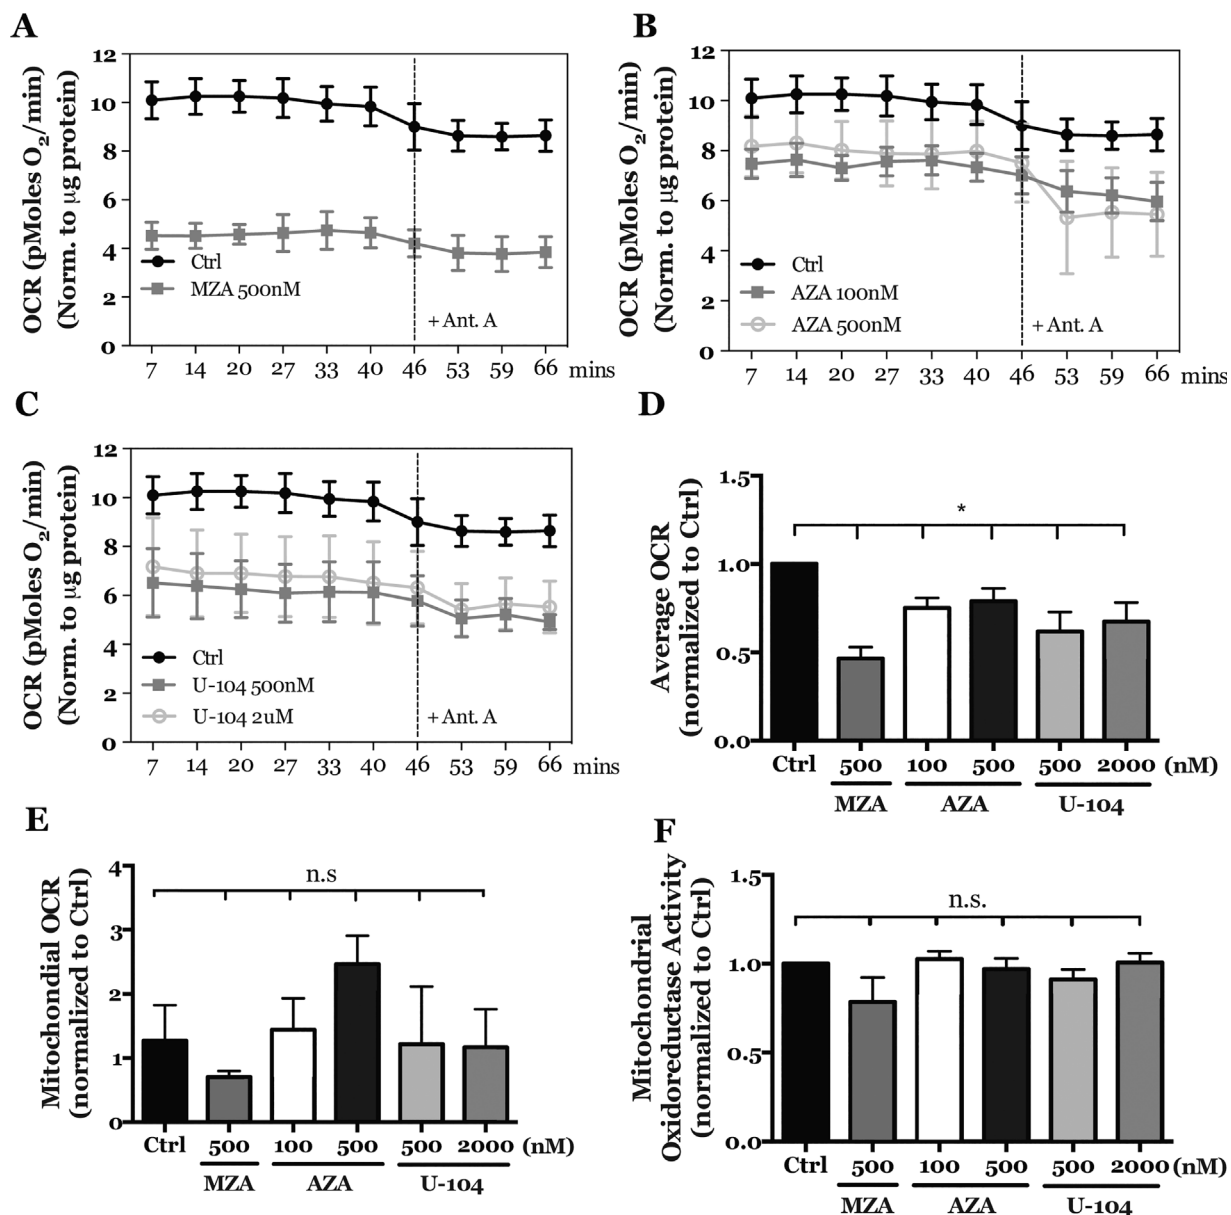 A
OCR (pMoles O2/min)
(Norm. to µg protein)
12
10
8
6
4
2
0
Ctrl
MZA 500nM
+ Ant. A
7 14 20 27 33 40 46 53 59 66 mins
B
OCR (pMoles O2/min)
(Norm. to µg protein)
12
10
8
6
4
2
0
Ctrl
AZA 100nM
AZA 500nM
+ Ant. A
7 14 20 27 33 40 46 53 59 66 mins
C
OCR (pMoles O2/min)
(Norm. to µg protein)
12
10
8
6
4
2
0
Ctrl
U-104 500nM
U-104 2uM
+ Ant. A
7 14 20 27 33 40 46 53 59 66 mins
D
Average OCR
(normalized to Ctrl)
1.5
1.0
0.5
0.0
*
Ctrl 500 100 500 500 2000 (nM)
MZA AZA U-104
E
Mitochondial OCR
(normalized to Ctrl)
4
3
2
1
0
n.s
Ctrl 500 100 500 500 2000 (nM)
MZA AZA U-104
F
Mitochondrial
Oxidoreductase Activity
(normalized to Ctrl)
1.5
1.0
0.5
0.0
n.s.
Ctrl 500 100 500 500 2000 (nM)
MZA AZA U-104